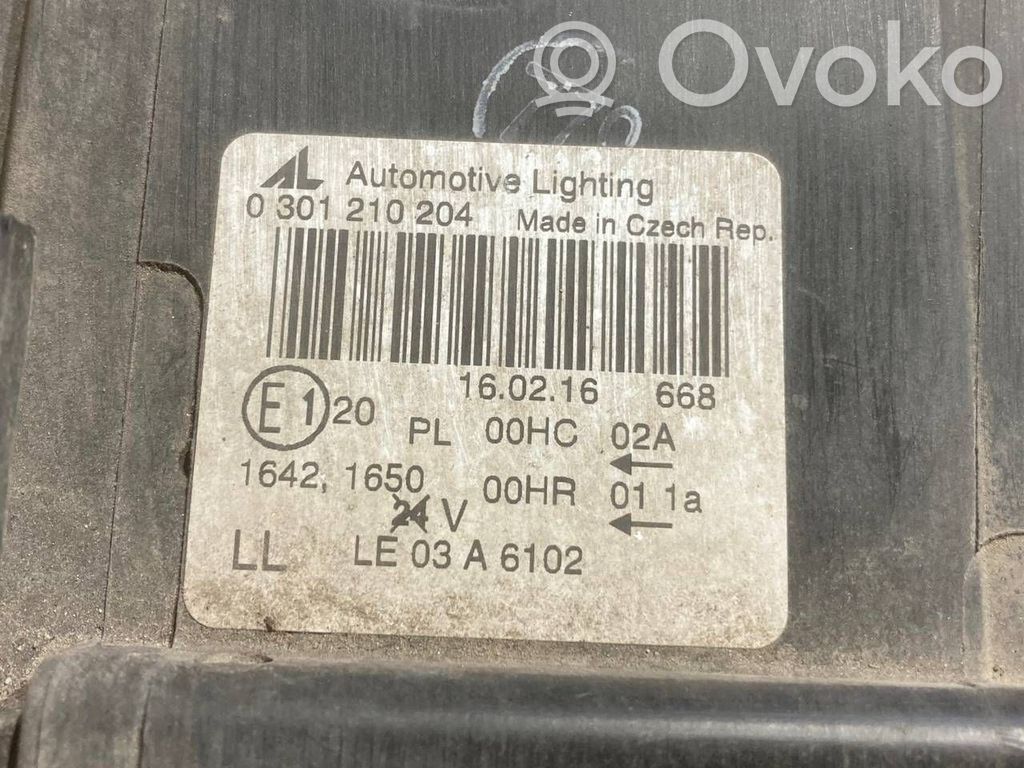 Ovoko
AL Automotive Lighting
0 301 210 204 Made in Czech Rep.
16.02.16 668
E1 20 PL 00HC 02A
1642, 1650 00HR 01 1a
24 V
LL LE 03 A 6102